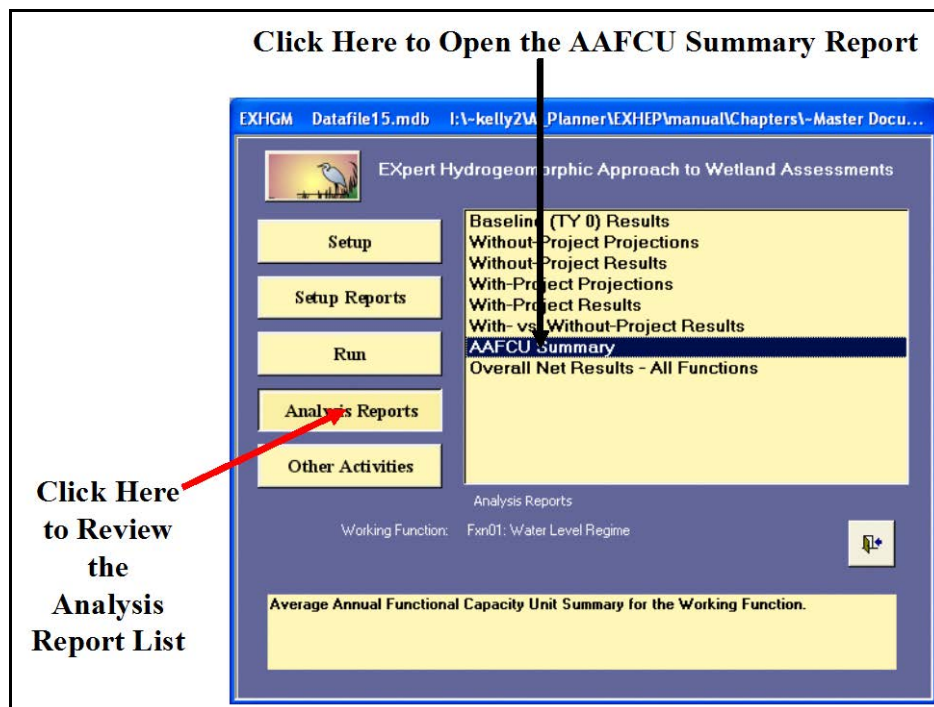 Click Here to Open the AAFCU Summary Report
EXHGM Datafile15.mdb I:\~kelly2\A_Planner\EXHEP\manual\Chapters\~Master Docu...
EXpert Hydrogeomorphic Approach to Wetland Assessments
Setup
Setup Reports
Run
Analysis Reports
Other Activities
Baseline (TY 0) Results
Without-Project Projections
Without-Project Results
With-Project Projections
With-Project Results
With- vs. Without-Project Results
AAFCU Summary
Overall Net Results - All Functions
Click Here
to Review
the
Analysis
Report List
Analysis Reports
Working Function: Fxn01: Water Level Regime
Average Annual Functional Capacity Unit Summary for the Working Function.